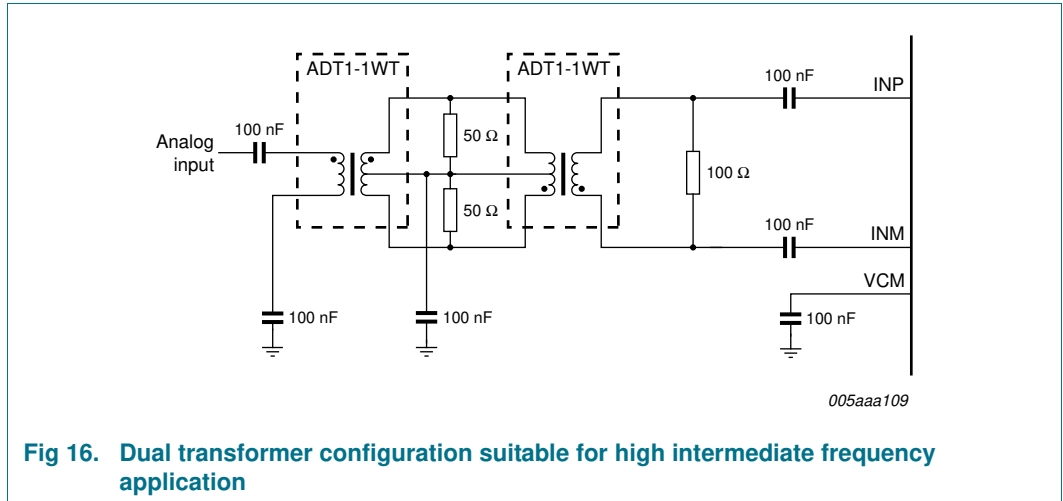 ADT1-1WT
ADT1-1WT
100 nF
INP
Analog
input
100 nF
50 Ω
100 Ω
50 Ω
100 nF
INM
VCM
100 nF
100 nF
100 nF
005aaa109
Fig 16. Dual transformer configuration suitable for high intermediate frequency
application